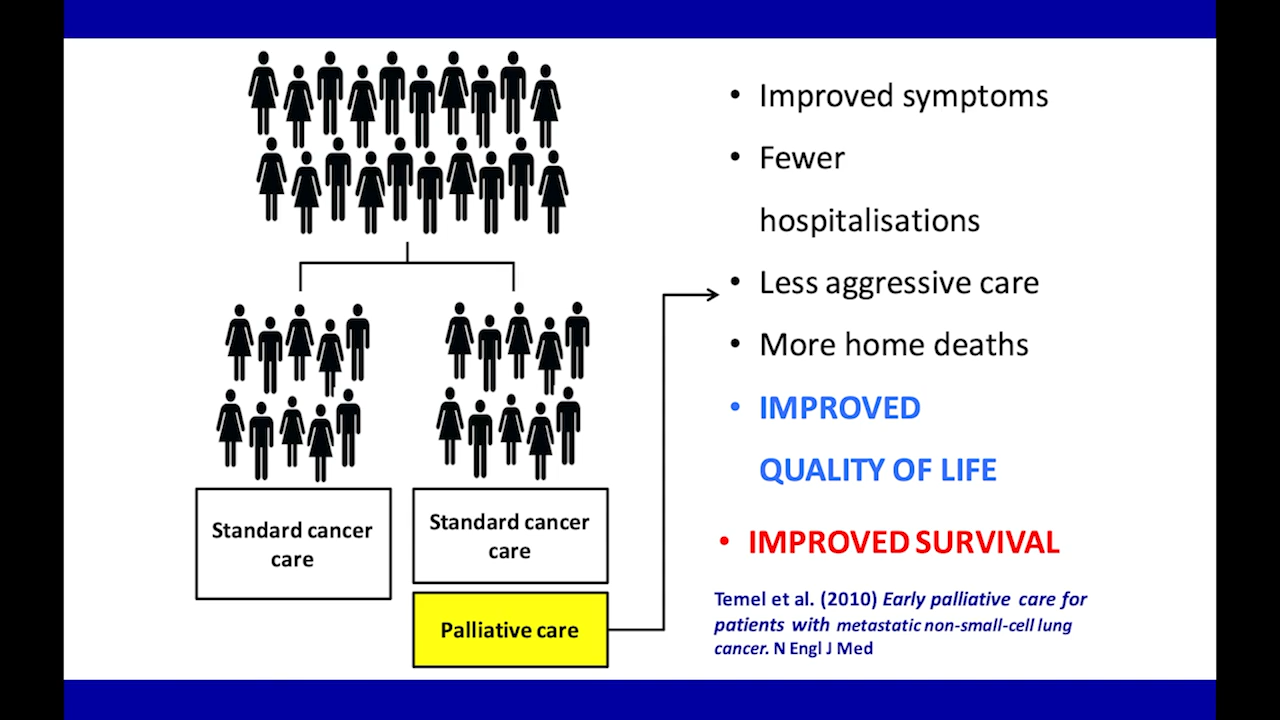 • Improved symptoms
• Fewer
hospitalisations
• Less aggressive care
• More home deaths
• IMPROVED
QUALITY OF LIFE
• IMPROVED SURVIVAL
Standard cancer
care
Standard cancer
care
Palliative care
Temel et al. (2010) Early palliative care for
patients with metastatic non-small-cell lung
cancer. N Engl J Med